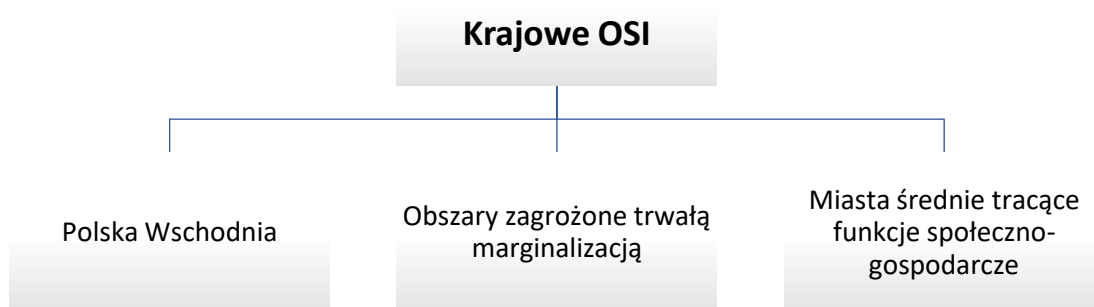 Krajowe OSI
Polska Wschodnia
Obszary zagrożone trwałą
marginalizacją
Miasta średnie tracące
funkcje społeczno-
gospodarcze